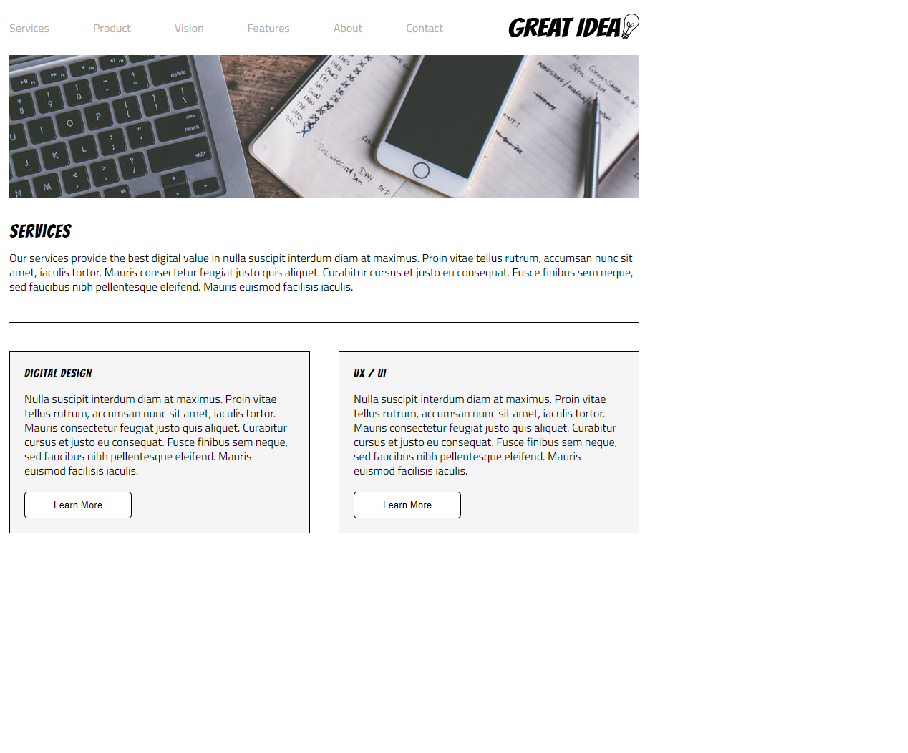 Services Product Vision Features About Contact GREAT IDEA
SERVICES
Our services provide the best digital value in nulla suscipit interdum diam at maximus. Proin vitae tellus rutrum, accumsan nunc sit
amet, iaculis tortor. Mauris consectetur feugiat justo quis aliquet. Curabitur cursus et justo eu consequat. Fusce finibus sem neque,
sed faucibus nibh pellentesque eleifend. Mauris euismod facilisis iaculis.
DIGITAL DESIGN
Nulla suscipit interdum diam at maximus. Proin vitae
tellus rutrum, accumsan nunc sit amet, iaculis tortor.
Mauris consectetur feugiat justo quis aliquet. Curabitur
cursus et justo eu consequat. Fusce finibus sem neque,
sed faucibus nibh pellentesque eleifend. Mauris
euismod facilisis iaculis.
Learn More
UX / UI
Nulla suscipit interdum diam at maximus. Proin vitae
tellus rutrum, accumsan nunc sit amet, iaculis tortor.
Mauris consectetur feugiat justo quis aliquet. Curabitur
cursus et justo eu consequat. Fusce finibus sem neque,
sed faucibus nibh pellentesque eleifend. Mauris
euismod facilisis iaculis.
Learn More